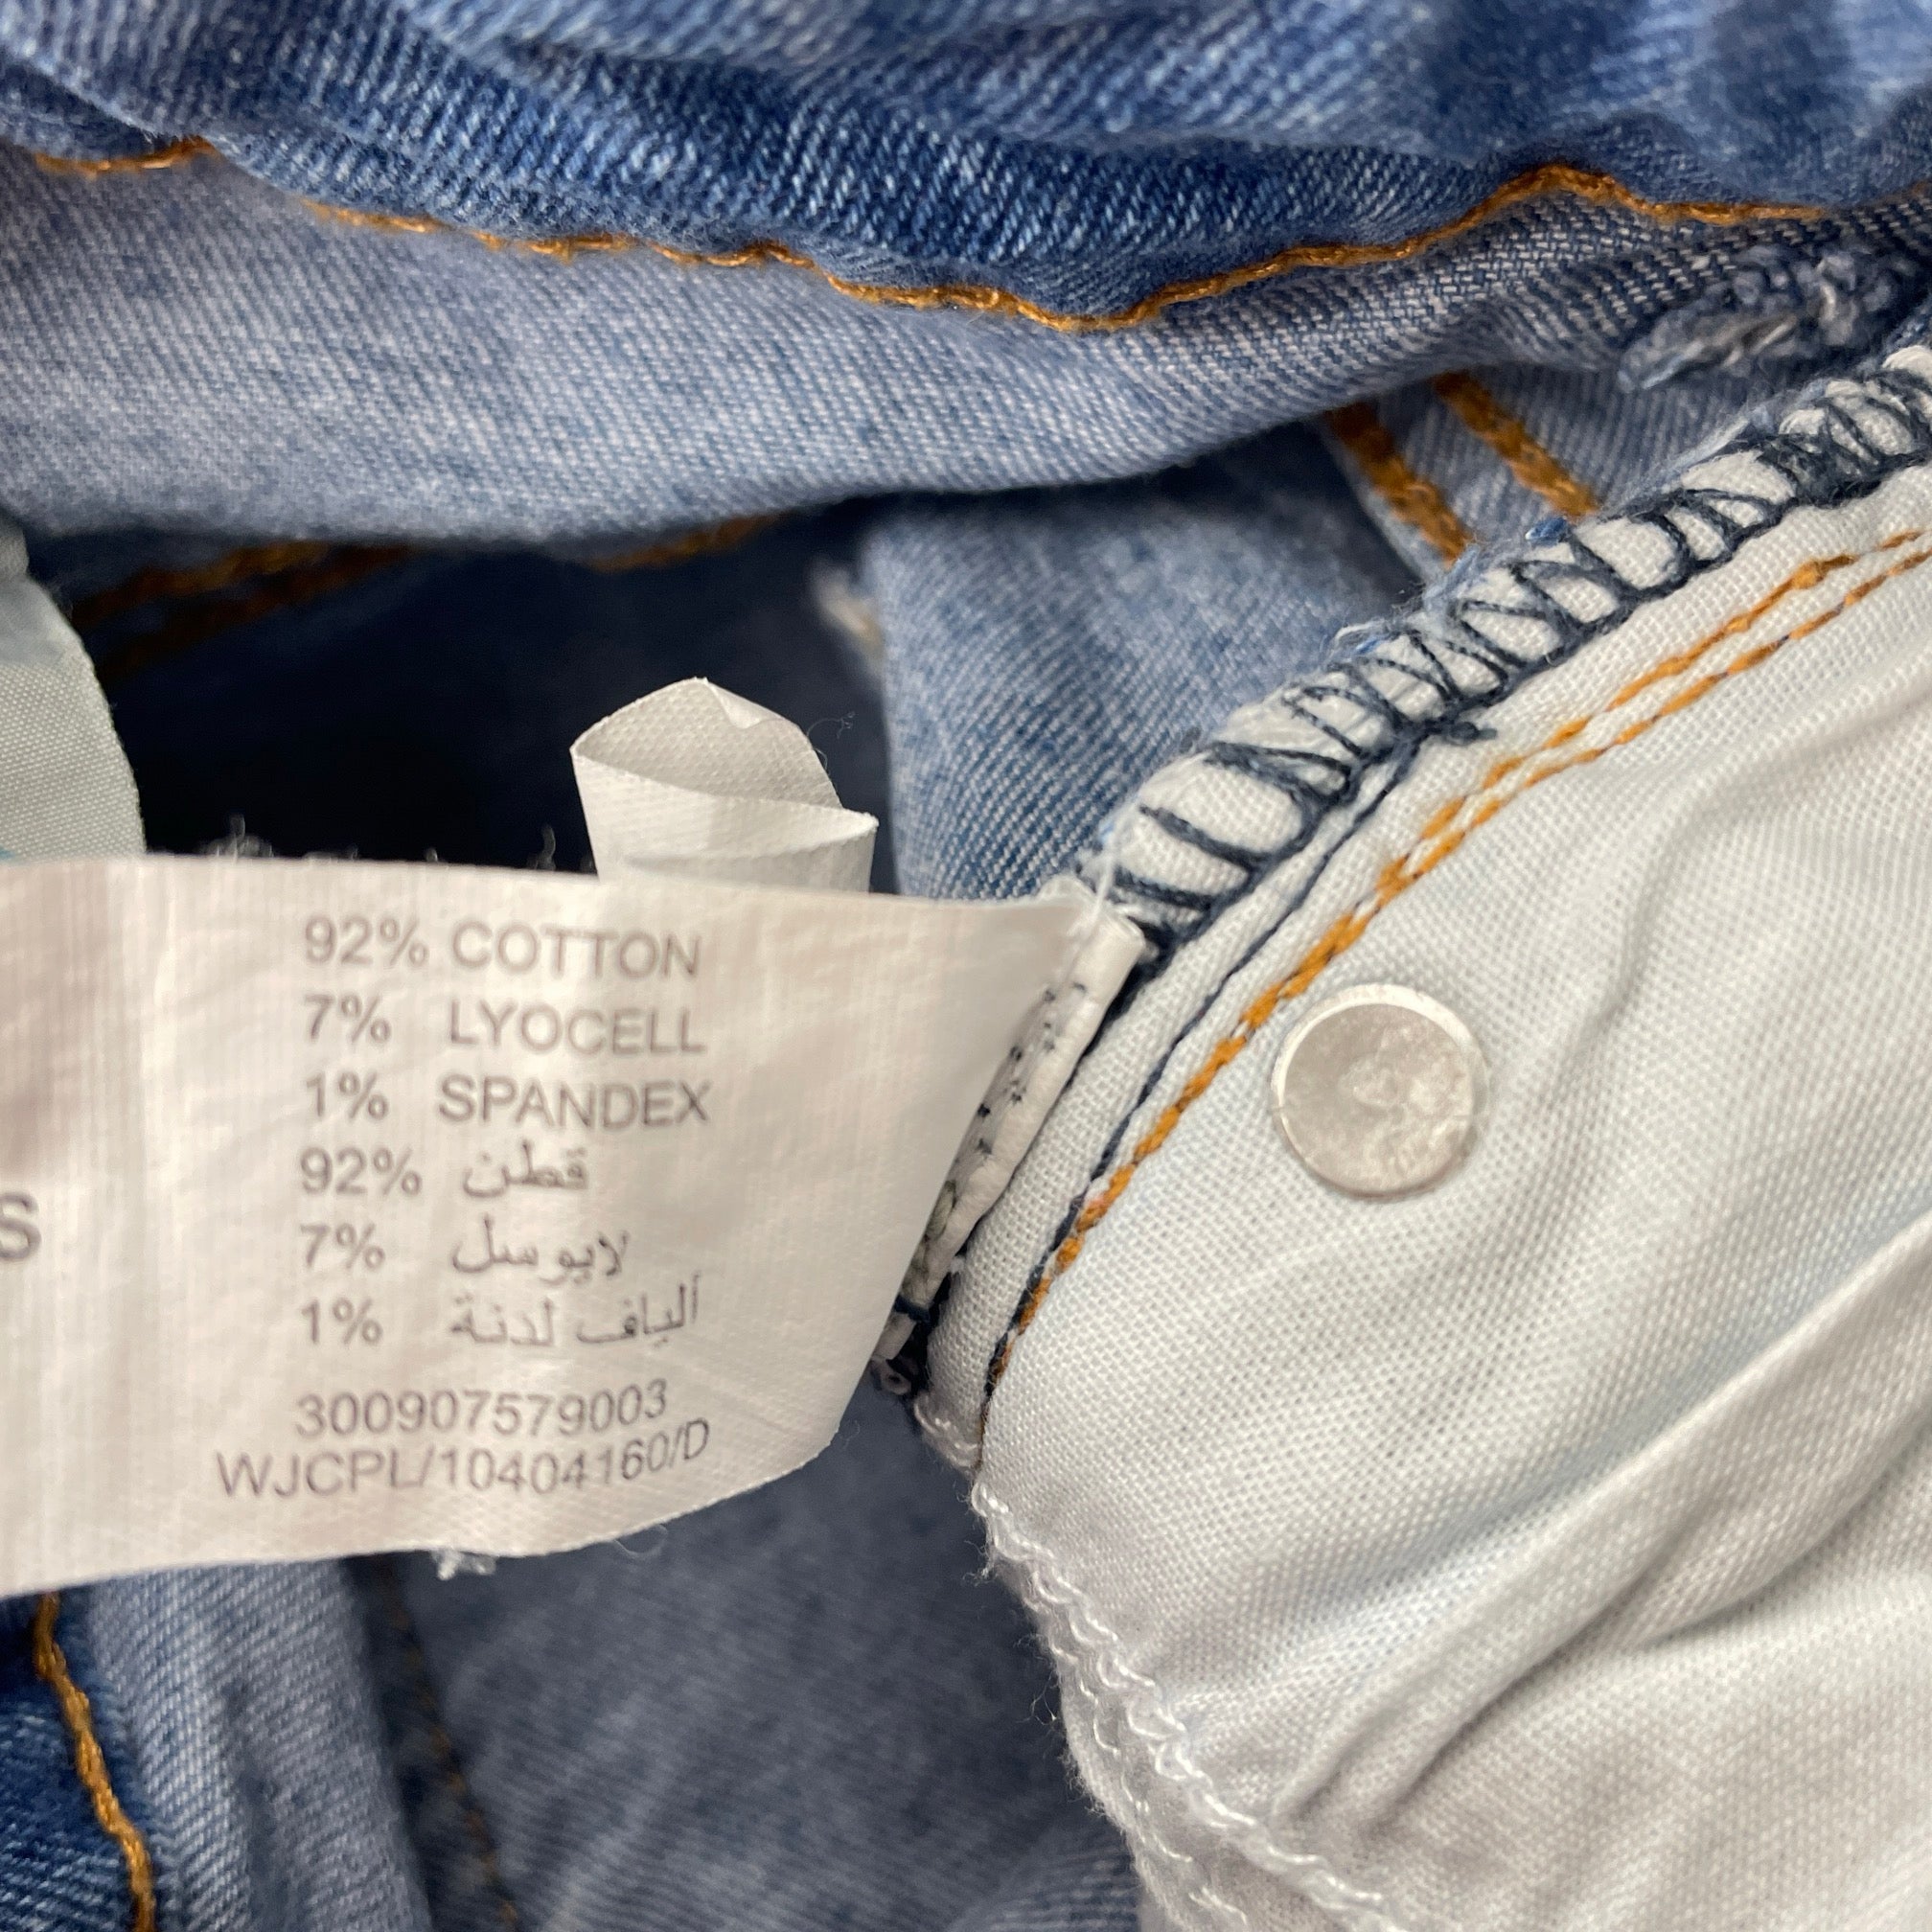 92% COTTON
7% LYOCELL
1% SPANDEX
92% قطن
7% لايوسل
1% ألياف لدنة
300907579003
WJCPL/10404160/D
S